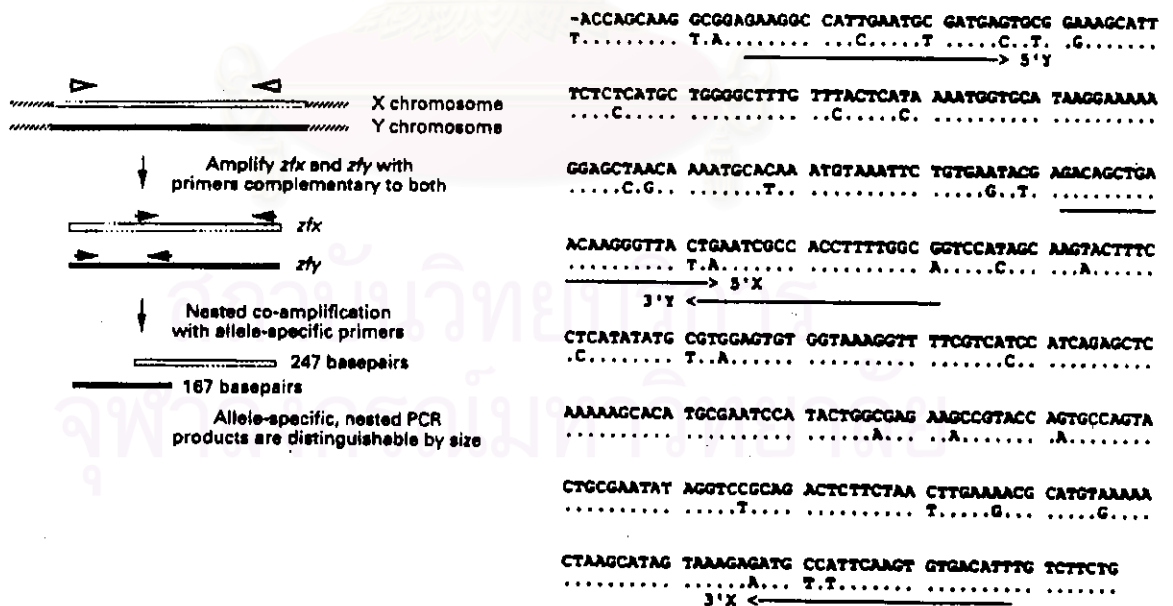 X chromosome
Y chromosome
Amplify zfx and zfy with
primers complementary to both
zfx
zfy
Nested co-amplification
with allele-specific primers
247 basepairs
167 basepairs
Allele-specific, nested PCR
products are distinguishable by size
-ACCAGCAAG GCGGAGAAGGC CATTGAATGC GATGAGTGCG GAAAGCATT
T......... T.A........ ...C.....T .....C..T. .G.......
-> 5'Y
TCTCTCATGC TGGGGCTTTG TTTACTCATA AAATGGTGCA TAAGGAAAAA
....C..... .......... ....C....C. .......... ..........
GGAGCTAACA AAATGCACAA ATGTAAATTC TGTGAATACG AGACAGCTGA
.....C.G.. ......T... .......... .....G..T. ..........
ACAAGGGTTA CTGAATCGCC ACCTTTTGGC GGTCCATAGC AAGTACTTTC
.......... T.A....... .......... A.....C... ....A.....
-> 5'X
3'Y <-
CTCATATATG CGTGGAGTGT GGTAAAGGTT TTCGTCATCC ATCAGAGCTC
.C........ T..A...... .......... .......C.. ..........
AAAAAGCACA TGCGAATCCA TACTGGCGAG AAGCCGTACC AGTGCCAGTA
.......... .......... .......A.. ...A...... .A........
CTGCGAATAT AGGTCCGCAG ACTCTTCTAA CTTGAAAACG CATGTAAAAA
.......... .....T.... .......... T.....G... .....G....
CTAAGCATAG TAAAGAGATG CCATTCAAGT GTGACATTTG TCTTCTG
.......... ......A... T.T....... .......... .......
3'X <-